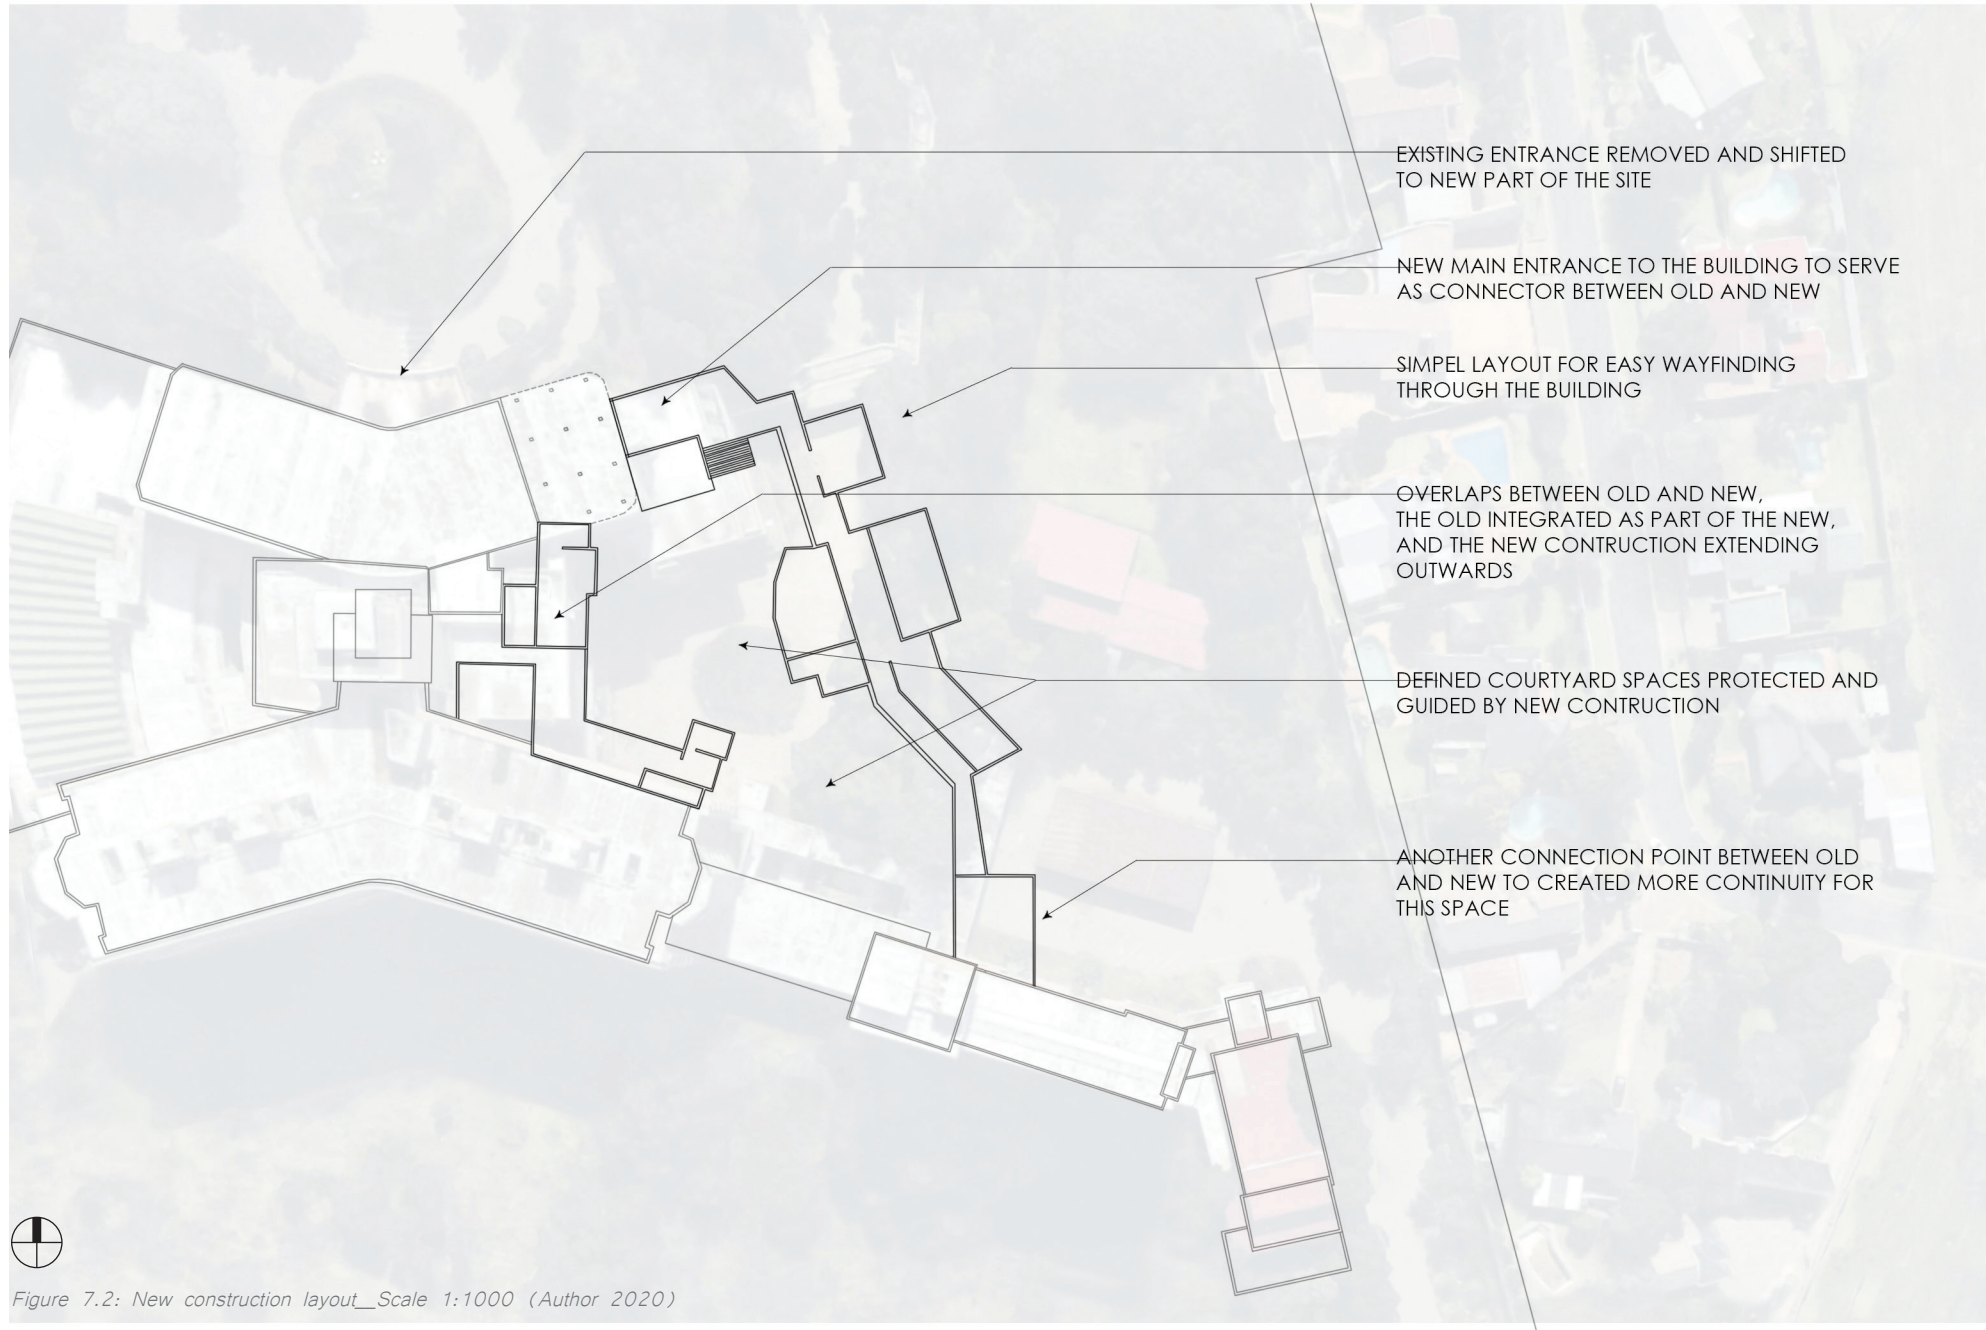 EXISTING ENTRANCE REMOVED AND SHIFTED
TO NEW PART OF THE SITE
NEW MAIN ENTRANCE TO THE BUILDING TO SERVE
AS CONNECTOR BETWEEN OLD AND NEW
SIMPEL LAYOUT FOR EASY WAYFINDING
THROUGH THE BUILDING
OVERLAPS BETWEEN OLD AND NEW,
THE OLD INTEGRATED AS PART OF THE NEW,
AND THE NEW CONTRUCTION EXTENDING
OUTWARDS
DEFINED COURTYARD SPACES PROTECTED AND
GUIDED BY NEW CONTRUCTION
ANOTHER CONNECTION POINT BETWEEN OLD
AND NEW TO CREATED MORE CONTINUITY FOR
THIS SPACE
Figure 7.2: New construction layout_Scale 1:1000 (Author 2020)